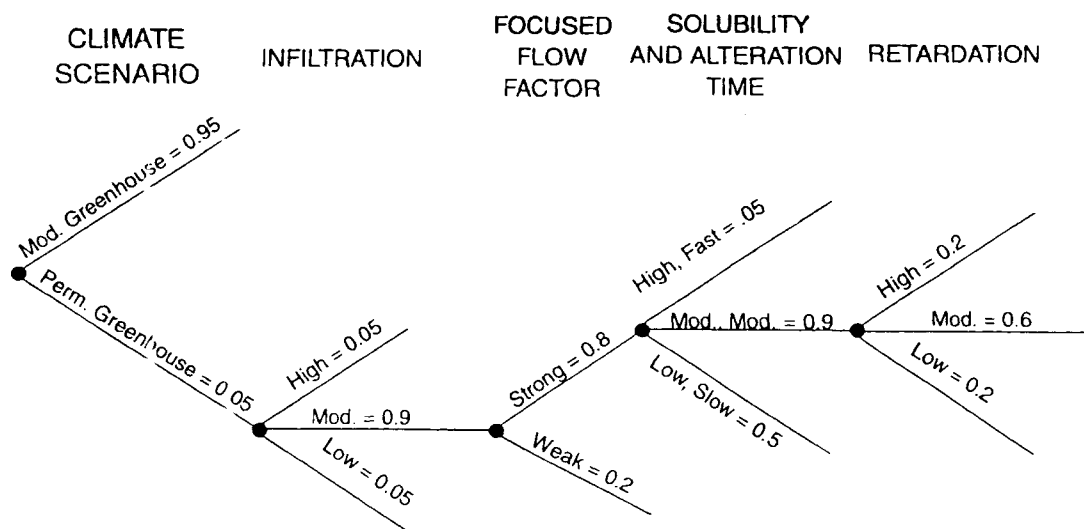 CLIMATE
SCENARIO
INFILTRATION
FOCUSED
FLOW
FACTOR
SOLUBILITY
AND ALTERATION
TIME
RETARDATION
Mod. Greenhouse = 0.95
Perm. Greenhouse = 0.05
High = 0.05
Mod. = 0.9
Low = 0.05
Strong = 0.8
Weak = 0.2
High, Fast = .05
Mod., Mod. = 0.9
Low, Slow = 0.5
High = 0.2
Mod. = 0.6
Low = 0.2